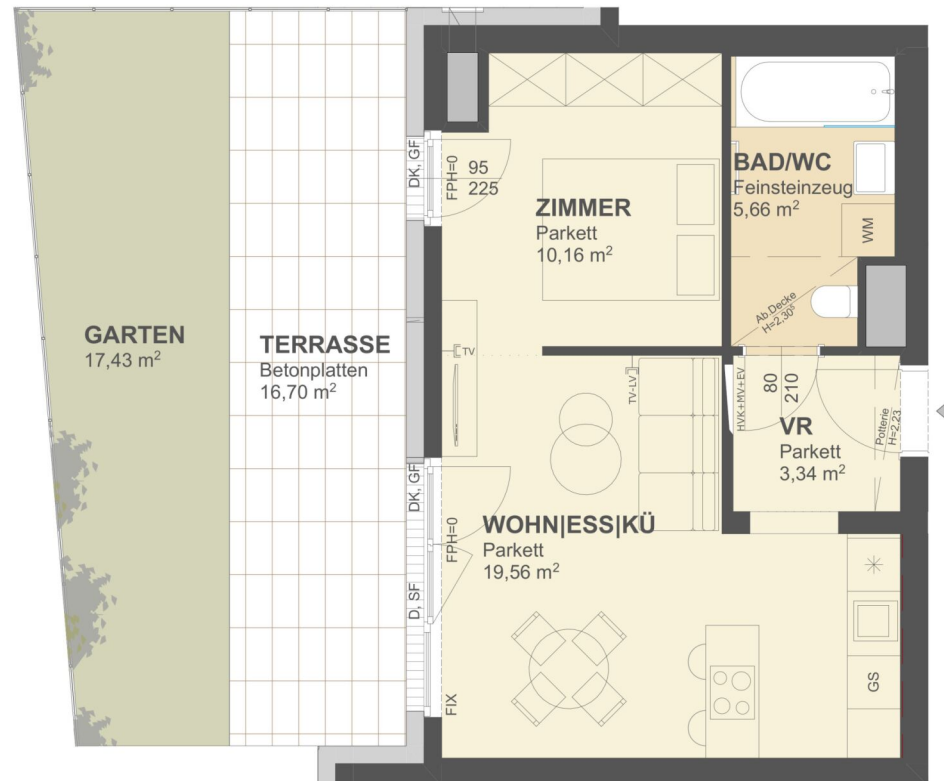 GARTEN
17,43 m²
TERRASSE
Betonplatten
16,70 m²
DK, GF
FPH=0
95
225
ZIMMER
Parkett
10,16 m²
BAD/WC
Feinsteinzeug
5,66 m²
WM
Ab.Decke
H=2,30⁵
TV
TV-LV
HVK+MV+EV
80
210
VR
Parkett
3,34 m²
Potterie
H=2,23
DK, GF
FPH=0
D, SF
FIX
WOHN|ESS|KÜ
Parkett
19,56 m²
GS